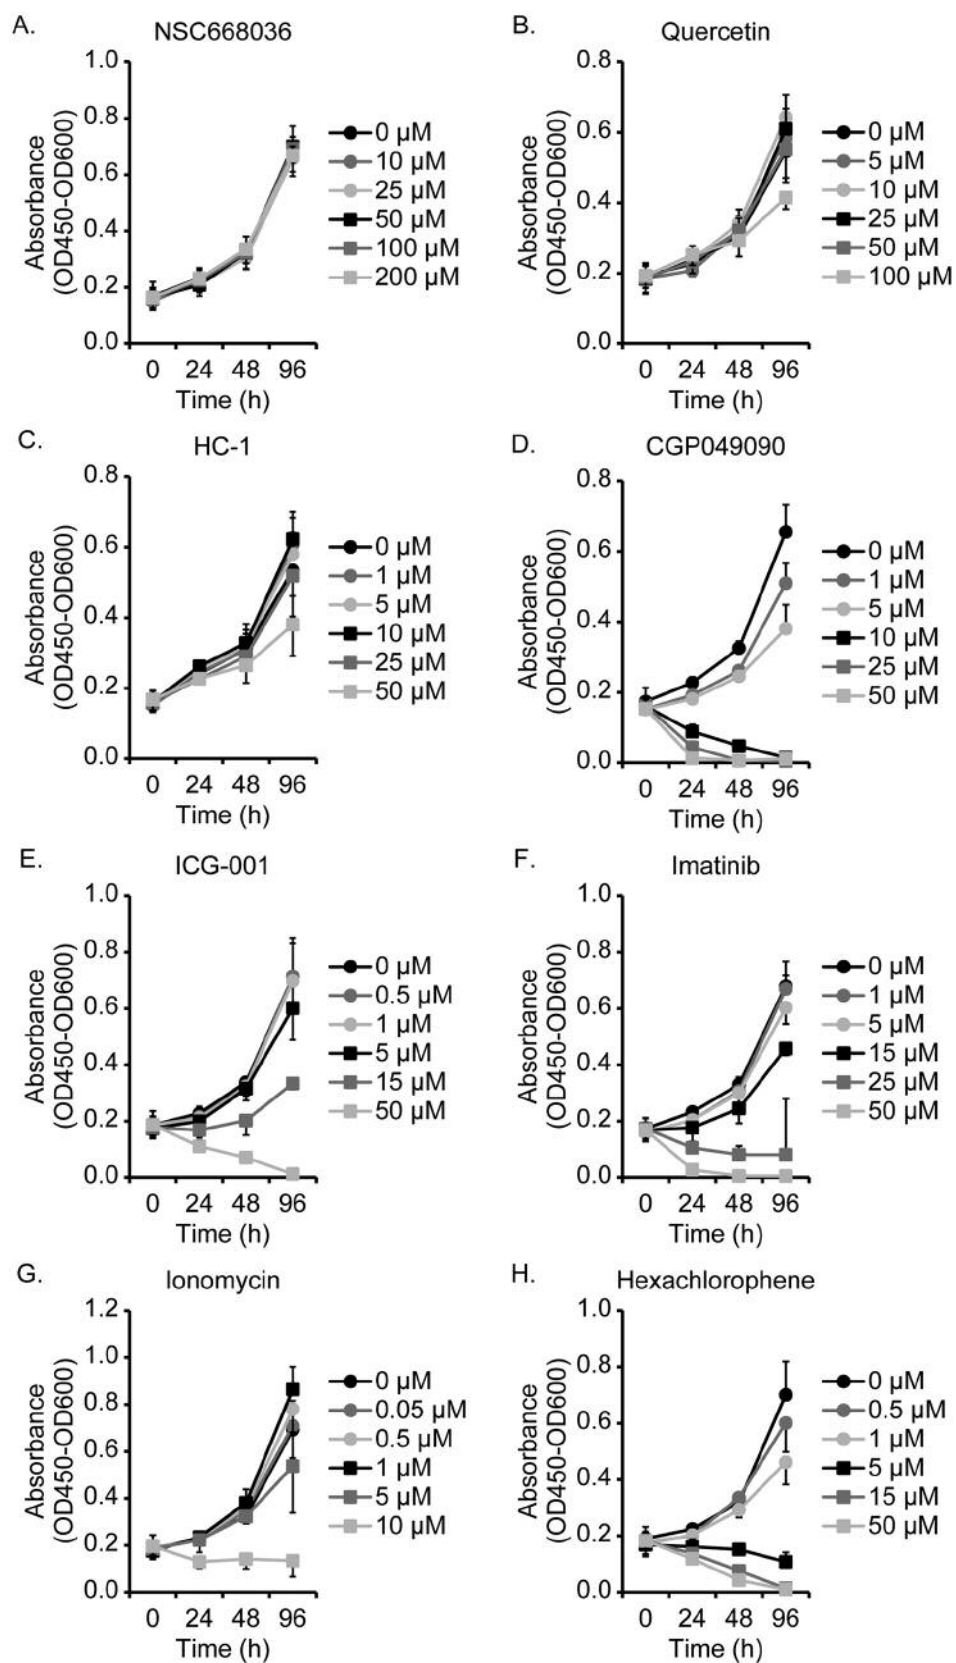 A.
NSC668036
Absorbance
(OD450-OD600)
1.0
0.8
0.6
0.4
0.2
0.0
0 24 48 96
Time (h)
0 µM
10 µM
25 µM
50 µM
100 µM
200 µM
B.
Quercetin
Absorbance
(OD450-OD600)
0.8
0.6
0.4
0.2
0.0
0 24 48 96
Time (h)
0 µM
5 µM
10 µM
25 µM
50 µM
100 µM
C.
HC-1
Absorbance
(OD450-OD600)
0.8
0.6
0.4
0.2
0.0
0 24 48 96
Time (h)
0 µM
1 µM
5 µM
10 µM
25 µM
50 µM
D.
CGP049090
Absorbance
(OD450-OD600)
0.8
0.6
0.4
0.2
0.0
0 24 48 96
Time (h)
0 µM
1 µM
5 µM
10 µM
25 µM
50 µM
E.
ICG-001
Absorbance
(OD450-OD600)
1.0
0.8
0.6
0.4
0.2
0.0
0 24 48 96
Time (h)
0 µM
0.5 µM
1 µM
5 µM
15 µM
50 µM
F.
Imatinib
Absorbance
(OD450-OD600)
1.0
0.8
0.6
0.4
0.2
0.0
0 24 48 96
Time (h)
0 µM
1 µM
5 µM
15 µM
25 µM
50 µM
G.
Ionomycin
Absorbance
(OD450-OD600)
1.2
1.0
0.8
0.6
0.4
0.2
0.0
0 24 48 96
Time (h)
0 µM
0.05 µM
0.5 µM
1 µM
5 µM
10 µM
H.
Hexachlorophene
Absorbance
(OD450-OD600)
1.0
0.8
0.6
0.4
0.2
0.0
0 24 48 96
Time (h)
0 µM
0.5 µM
1 µM
5 µM
15 µM
50 µM